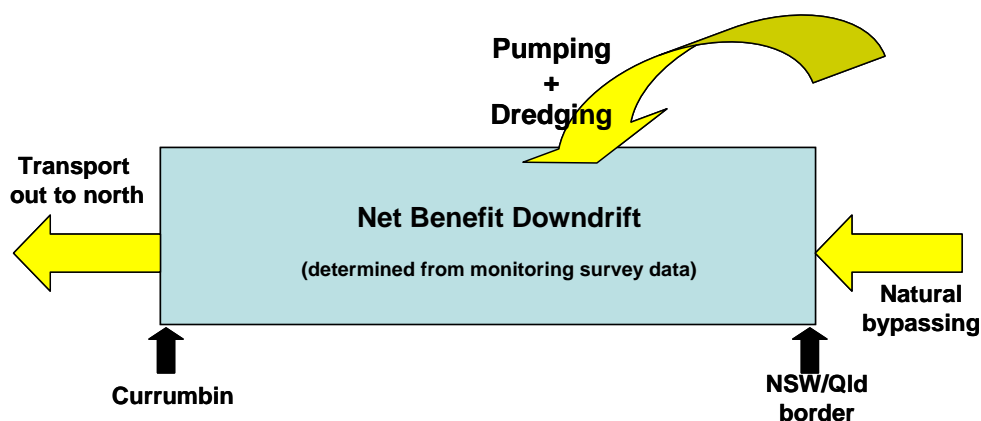 Pumping
+
Dredging
Transport
out to north
Net Benefit Downdrift
(determined from monitoring survey data)
Natural
bypassing
Currumbin
NSW/Qld
border